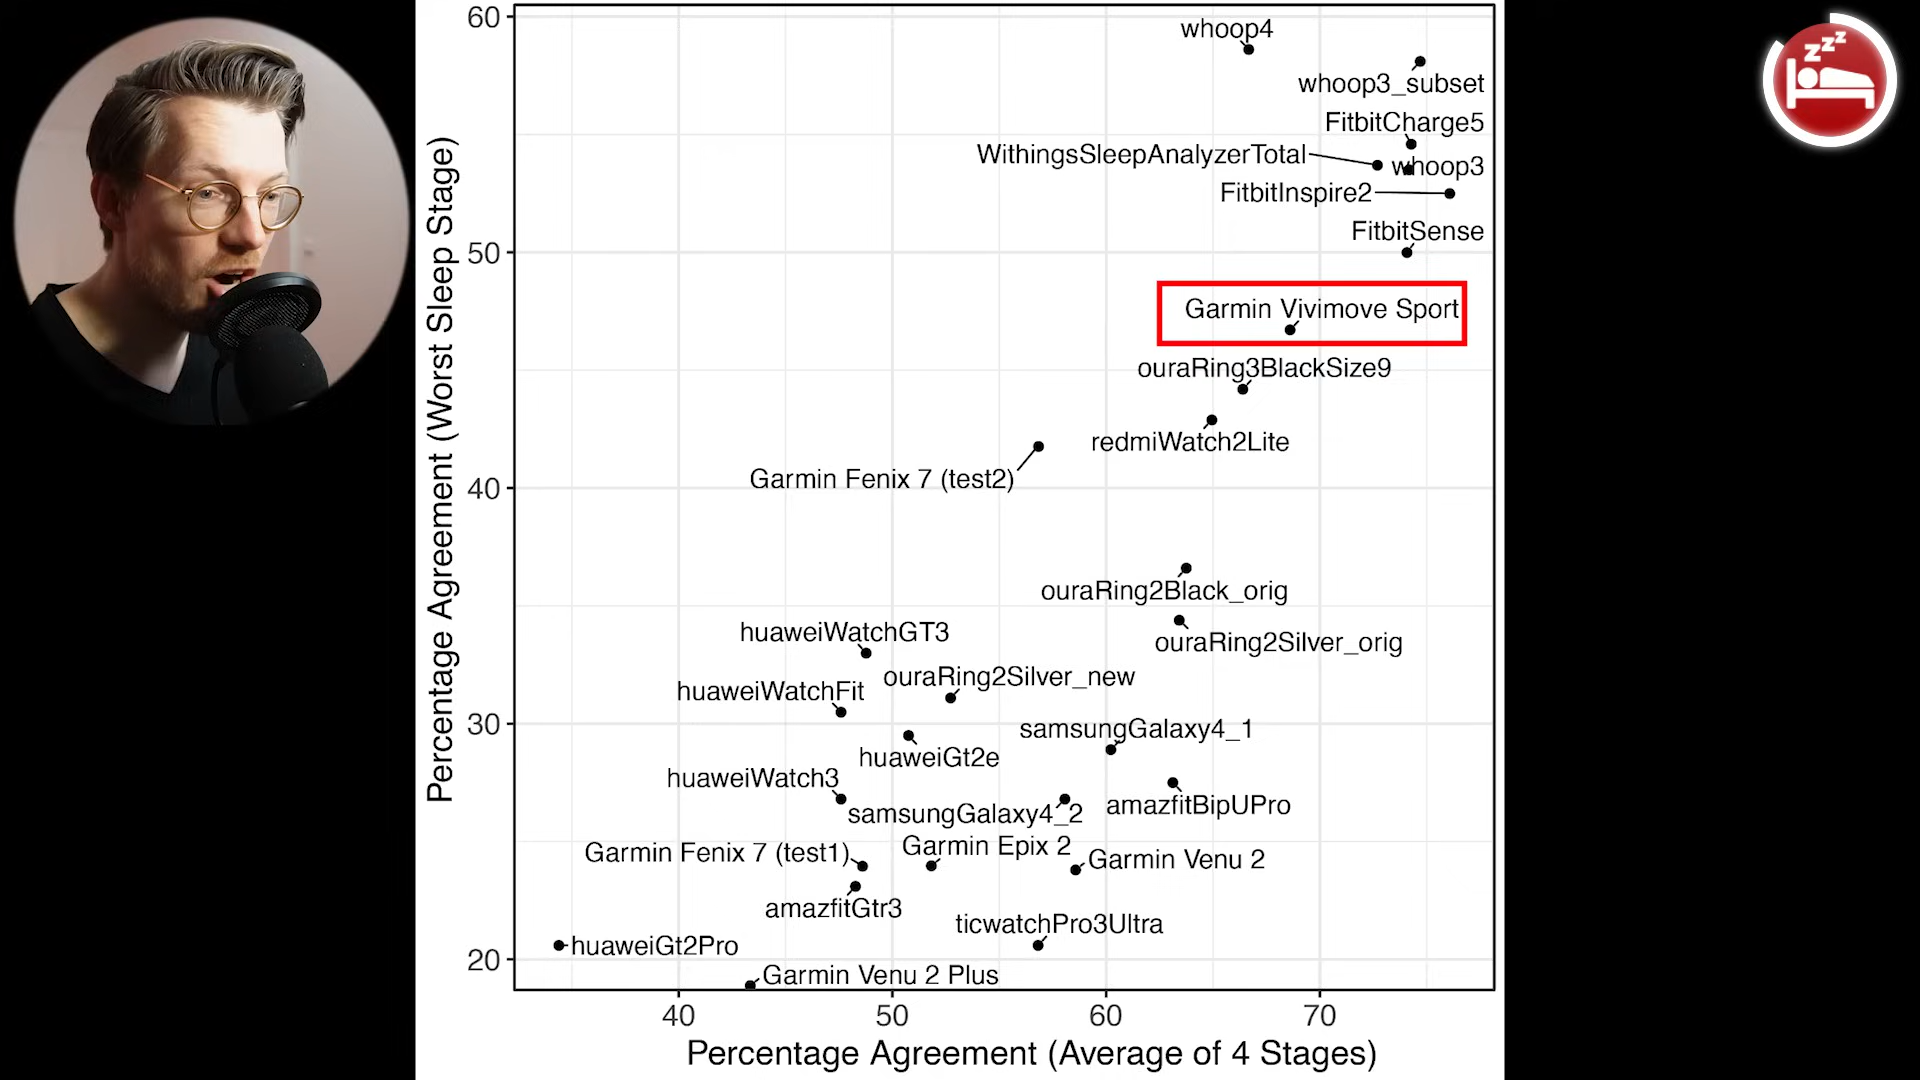 zzz
60
whoop4
whoop3_subset
FitbitCharge5
WithingsSleepAnalyzerTotal
whoop3
FitbitInspire2
FitbitSense
50
Garmin Vivimove Sport
ouraRing3BlackSize9
redmiWatch2Lite
Garmin Fenix 7 (test2)
40
ouraRing2Black_orig
huaweiWatchGT3
ouraRing2Silver_orig
ouraRing2Silver_new
huaweiWatchFit
30
samsungGalaxy4_1
huaweiGt2e
huaweiWatch3
amazfitBipUPro
samsungGalaxy4_2
Garmin Epix 2
Garmin Fenix 7 (test1)
Garmin Venu 2
amazfitGtr3
ticwatchPro3Ultra
huaweiGt2Pro
20
Garmin Venu 2 Plus
40 50 60 70
Percentage Agreement (Average of 4 Stages)
Percentage Agreement (Worst Sleep Stage)